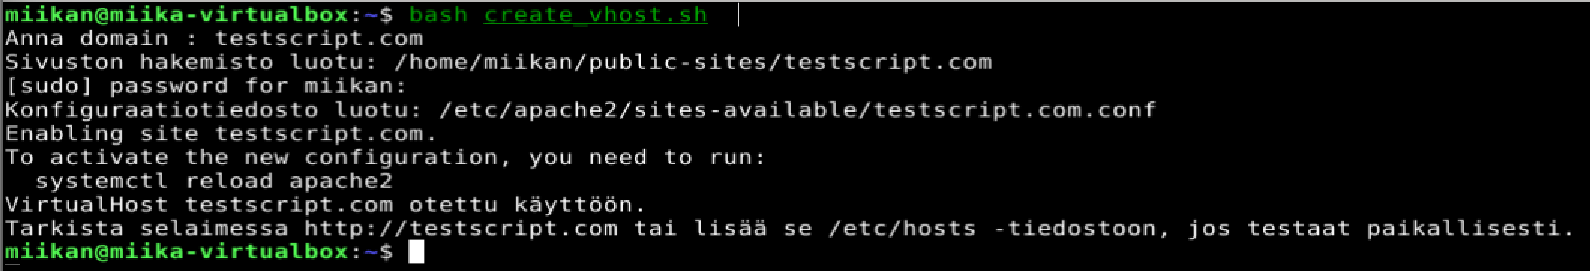 miikan@miika-virtualbox:~$ bash create_vhost.sh
Anna domain : testscript.com
Sivuston hakemisto luotu: /home/miikan/public-sites/testscript.com
[sudo] password for miikan:
Konfiguraatiotiedosto luotu: /etc/apache2/sites-available/testscript.com.conf
Enabling site testscript.com.
To activate the new configuration, you need to run:
  systemctl reload apache2
VirtualHost testscript.com otettu käyttöön.
Tarkista selaimessa http://testscript.com tai lisää se /etc/hosts -tiedostoon, jos testaat paikallisesti.
miikan@miika-virtualbox:~$